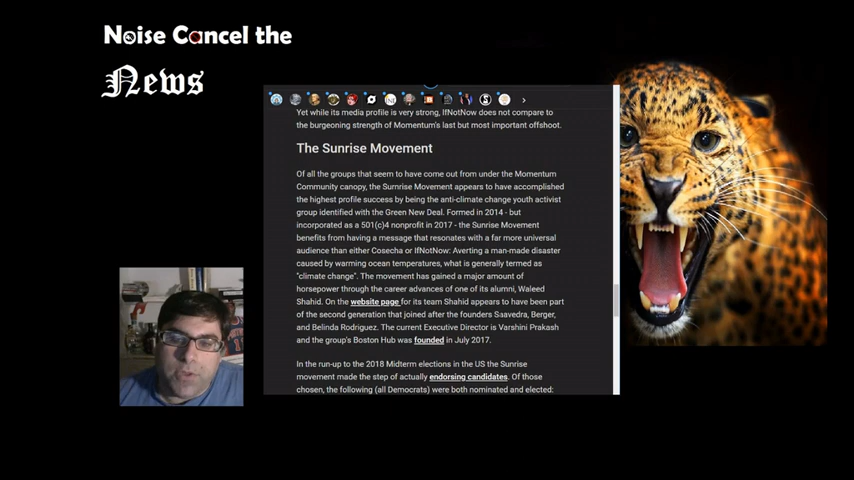 Noise Cancel the
News
Yet while its media profile is very strong, IfNotNow does not compare to
the burgeoning strength of Momentum's last but most important offshoot.
The Sunrise Movement
Of all the groups that seem to have come out from under the Momentum
Community canopy, the Surnrise Movement appears to have accomplished
the highest profile success by being the anti-climate change youth activist
group identified with the Green New Deal. Formed in 2014 - but
incorporated as a 501(c)4 nonprofit in 2017 - the Sunrise Movement
benefits from having a message that resonates with a far more universal
audience than either Cosecha or IfNotNow: Averting a man-made disaster
caused by warming ocean temperatures, what is generally termed as
"climate change". The movement has gained a major amount of
horsepower through the career advances of one of its alumni, Waleed
Shahid. On the website page for its team Shahid appears to have been part
of the second generation that joined after the founders Saavedra, Berger,
and Belinda Rodriguez. The current Executive Director is Varshini Prakash
and the group's Boston Hub was founded in July 2017.
In the run-up to the 2018 Midterm elections in the US the Sunrise
movement made the step of actually endorsing candidates. Of those
chosen, the following (all Democrats) were both nominated and elected: